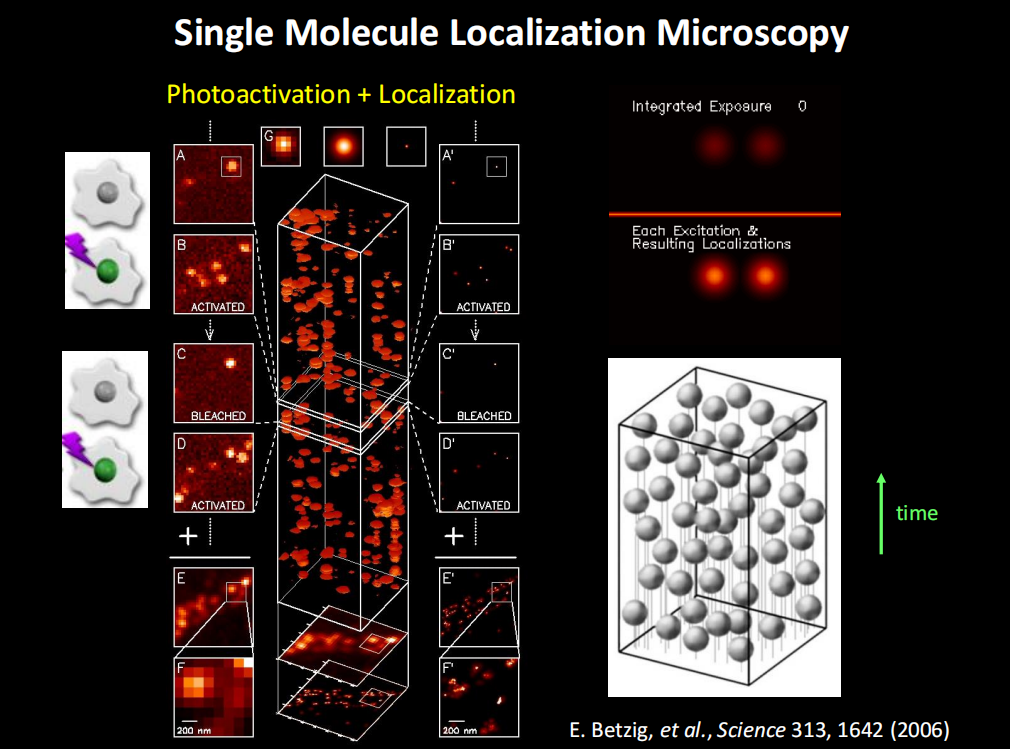 Single Molecule Localization Microscopy
Photoactivation + Localization
G
A
A'
B
ACTIVATED
B'
ACTIVATED
C
BLEACHED
C'
BLEACHED
D
ACTIVATED
D'
ACTIVATED
+
+
E
E'
F
200 nm
F'
200 nm
Integrated Exposure 0
Each Excitation &
Resulting Localizations
time
E. Betzig, et al., Science 313, 1642 (2006)